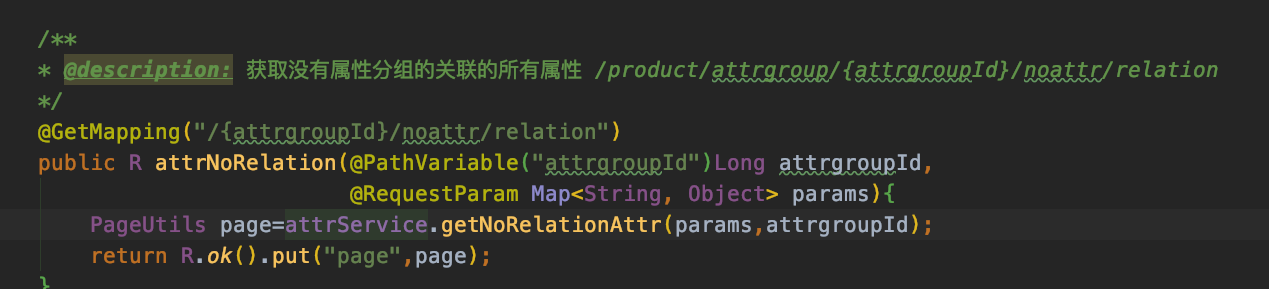 /**
* @description: 获取没有属性分组的关联的所有属性 /product/attrgroup/{attrgroupId}/noattr/relation
*/
@GetMapping("/{attrgroupId}/noattr/relation")
public R attrNoRelation(@PathVariable("attrgroupId")Long attrgroupId,
@RequestParam Map<String, Object> params){
PageUtils page=attrService.getNoRelationAttr(params,attrgroupId);
return R.ok().put("page",page);
}